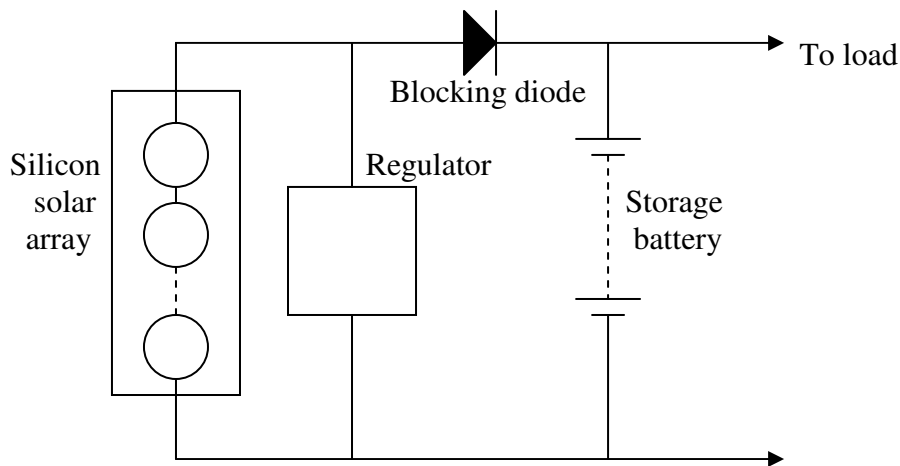 To load
Blocking diode
Silicon
solar
array
Regulator
Storage
battery